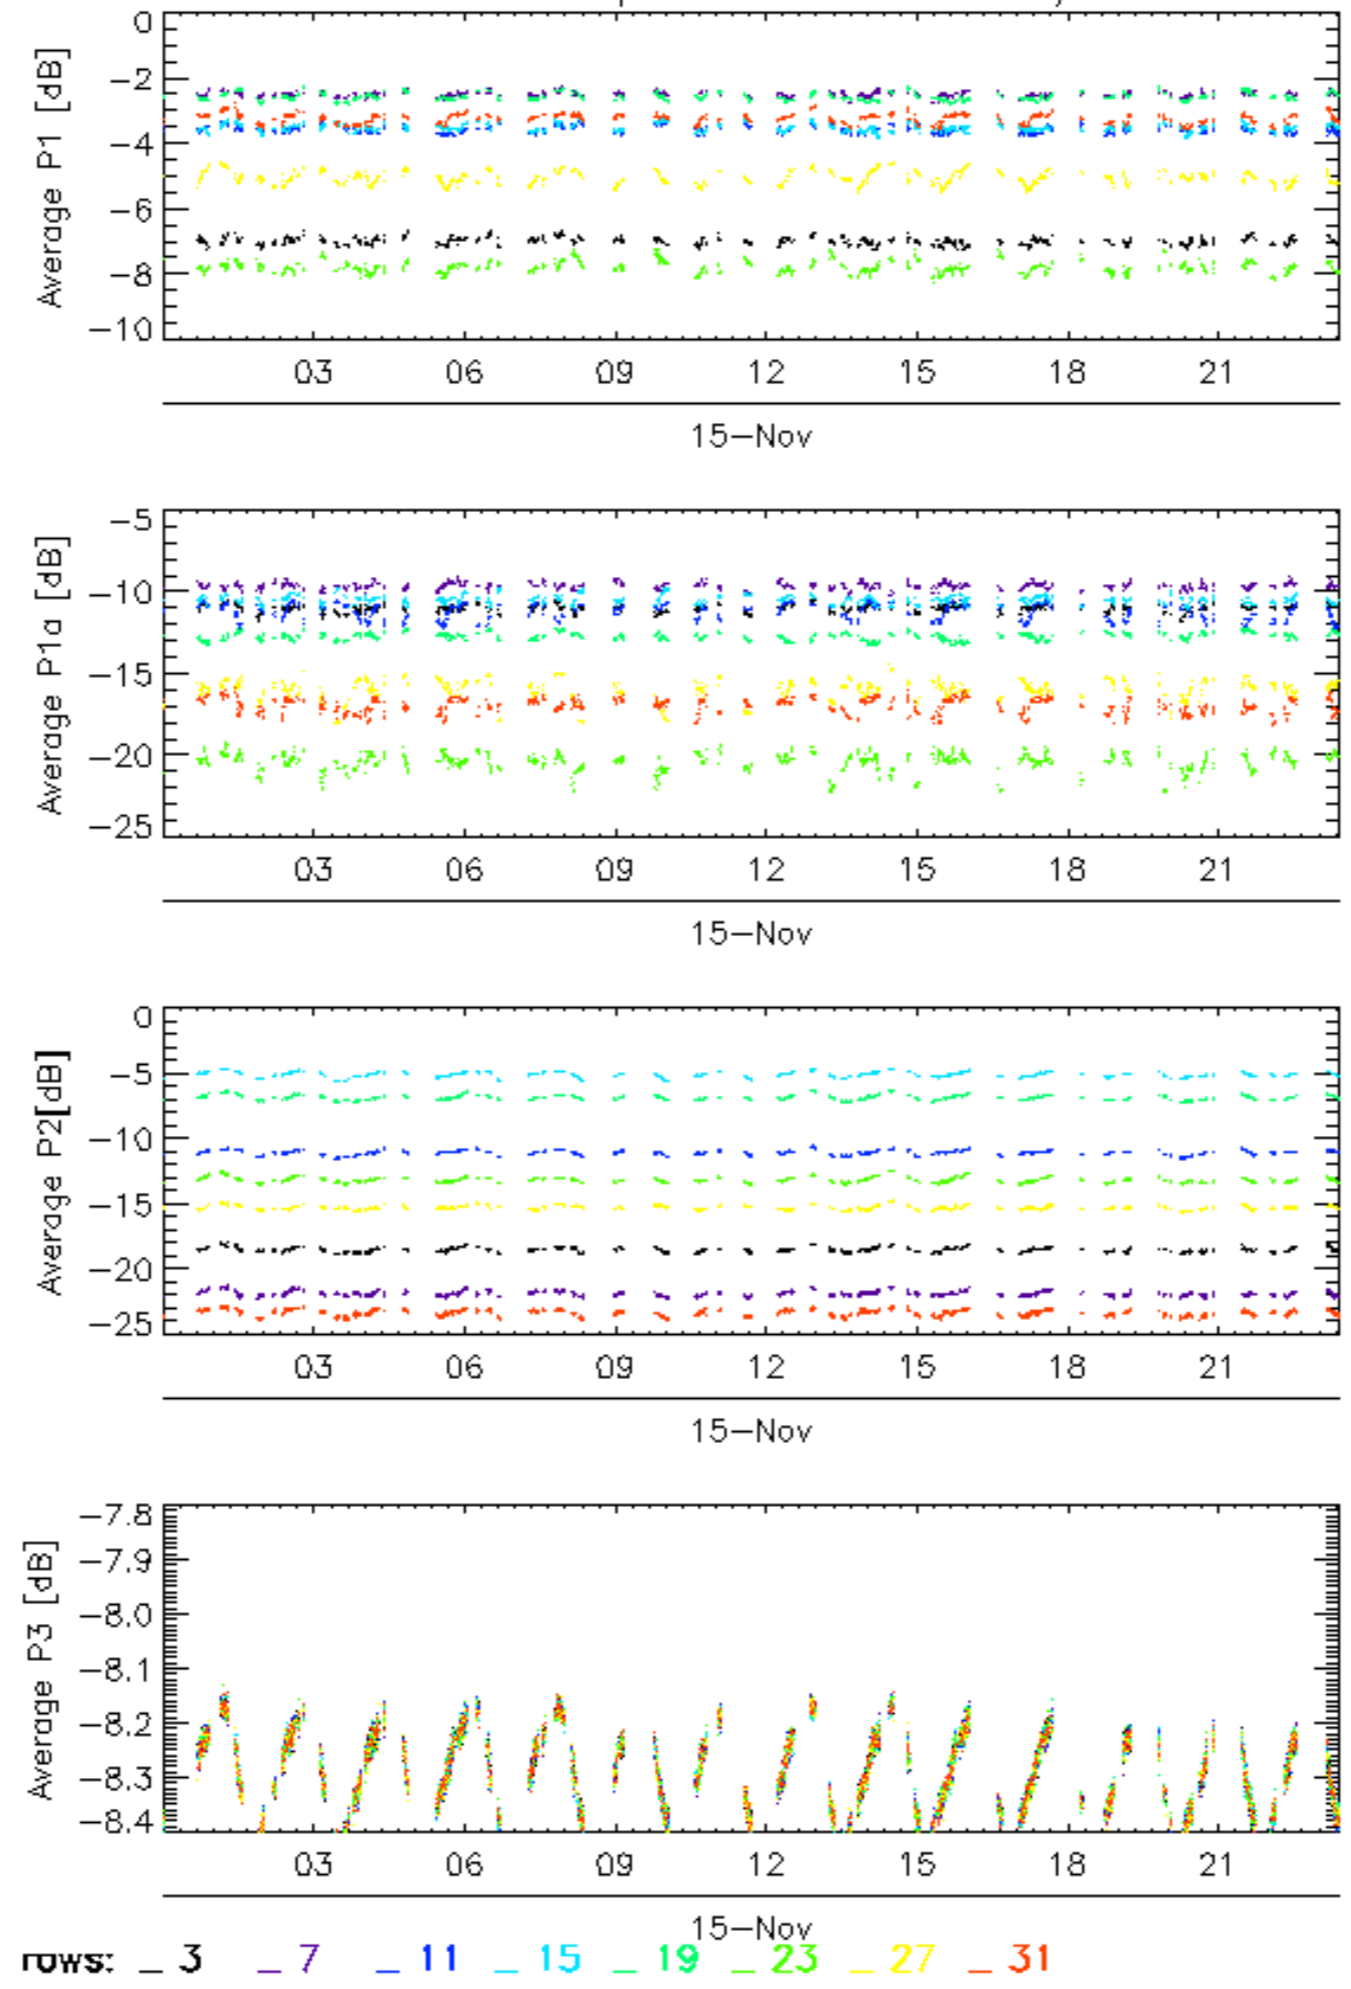 0
−2
−4
−6
−8
−10
Average P1 [dB]
03 06 09 12 15 18 21
15−Nov
−5
−10
−15
−20
−25
Average P1a [dB]
03 06 09 12 15 18 21
15−Nov
0
−5
−10
−15
−20
−25
Average P2[dB]
03 06 09 12 15 18 21
15−Nov
−7.8
−7.9
−8.0
−8.1
−8.2
−8.3
−8.4
Average P3 [dB]
03 06 09 12 15 18 21
15−Nov
rows: _ 3 _ 7 _ 11 _ 15 _ 19 _ 23 _ 27 _ 31